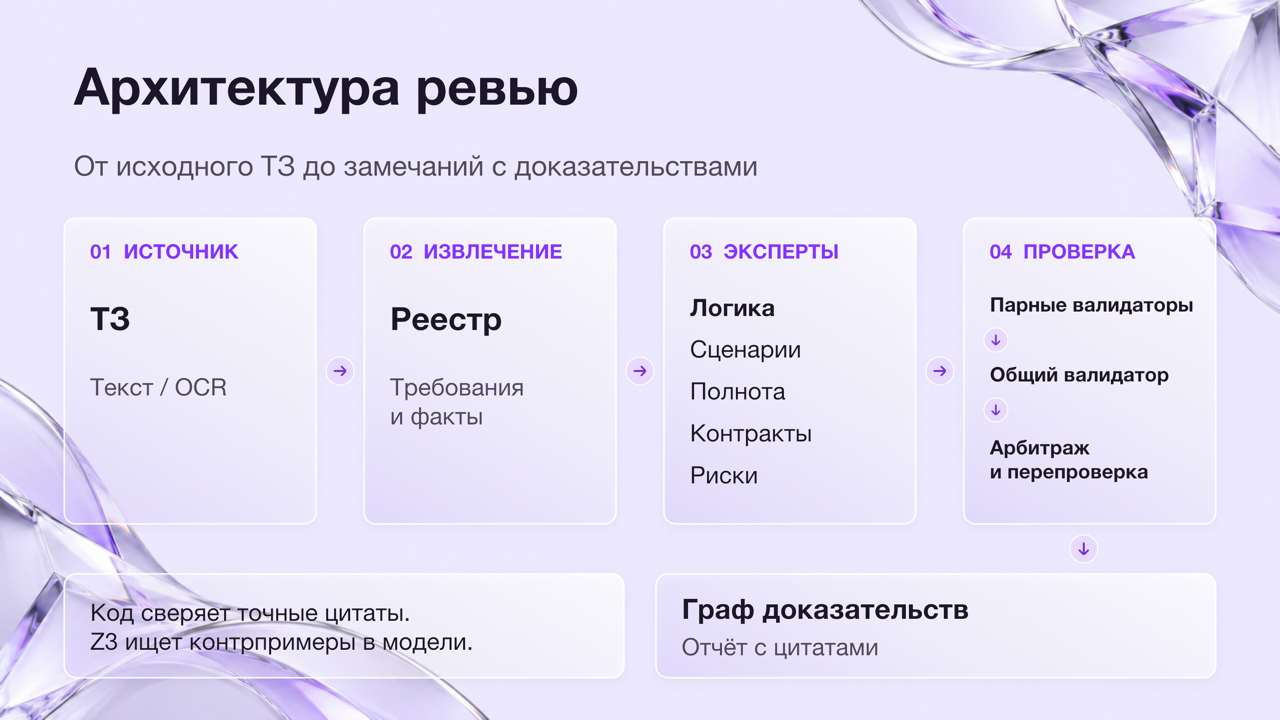 Архитектура ревью
От исходного ТЗ до замечаний с доказательствами
01 ИСТОЧНИК
ТЗ
Текст / OCR
02 ИЗВЛЕЧЕНИЕ
Реестр
Требования
и факты
03 ЭКСПЕРТЫ
Логика
Сценарии
Полнота
Контракты
Риски
04 ПРОВЕРКА
Парные валидаторы
Общий валидатор
Арбитраж
и перепроверка
Код сверяет точные цитаты.
Z3 ищет контрпримеры в модели.
Граф доказательств
Отчёт с цитатами